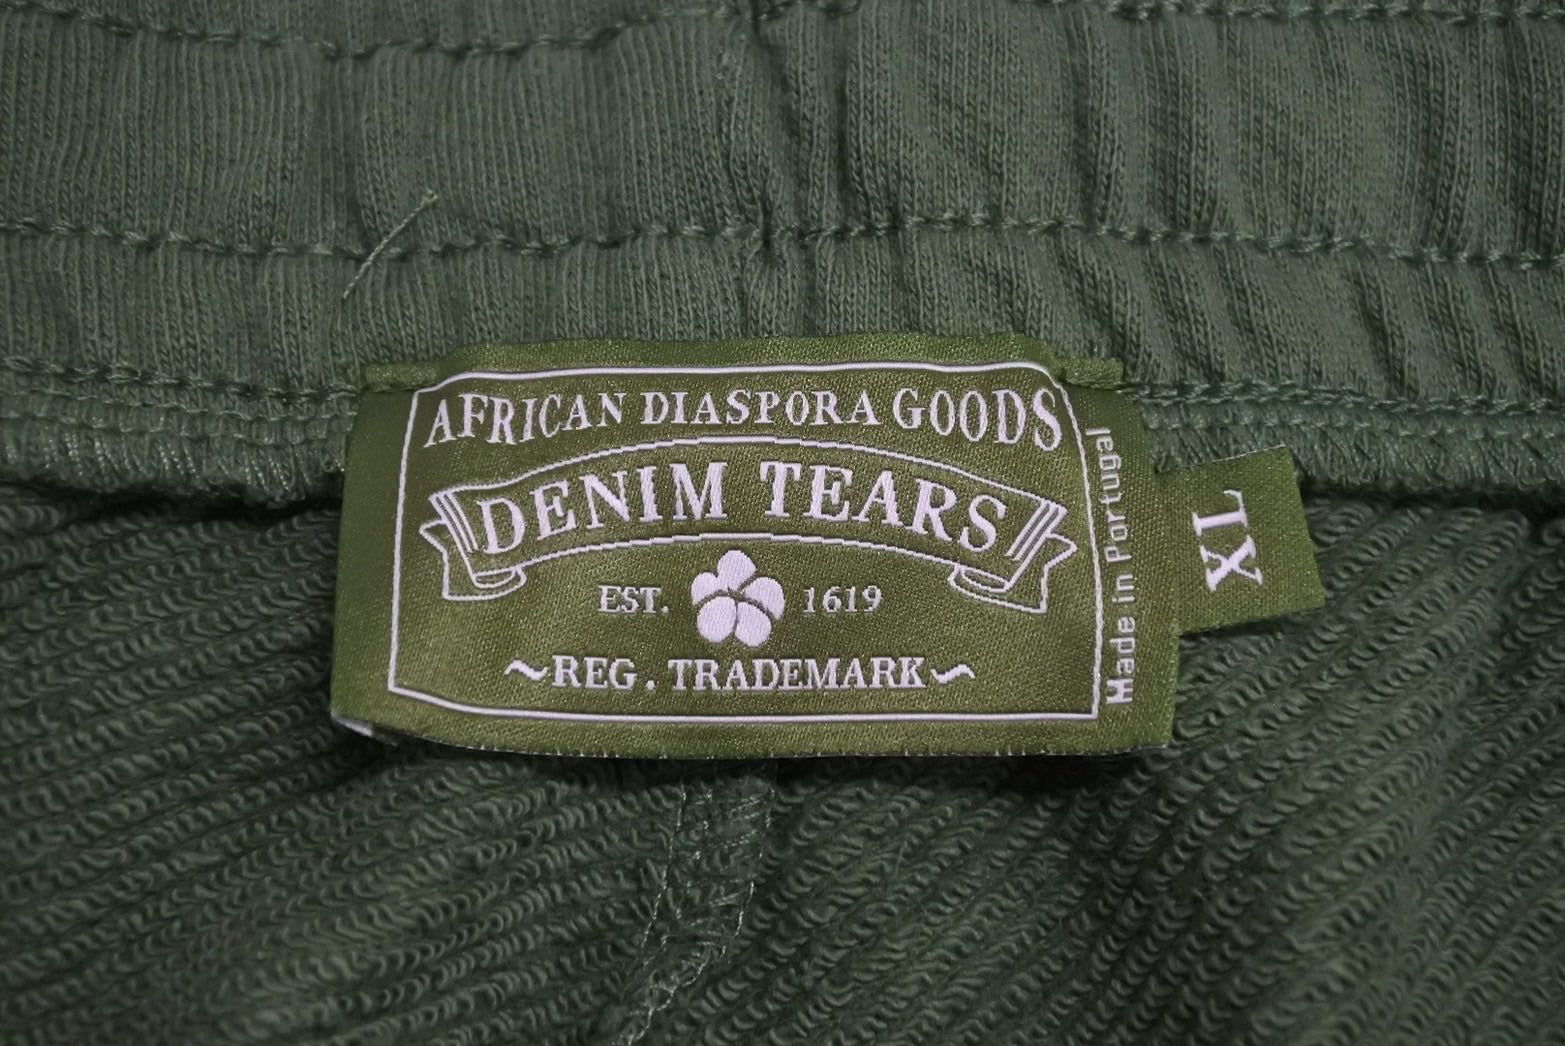 AFRICAN DIASPORA GOODS
DENIM TEARS
EST. 1619
~REG. TRADEMARK~
Made in Portugal
XL